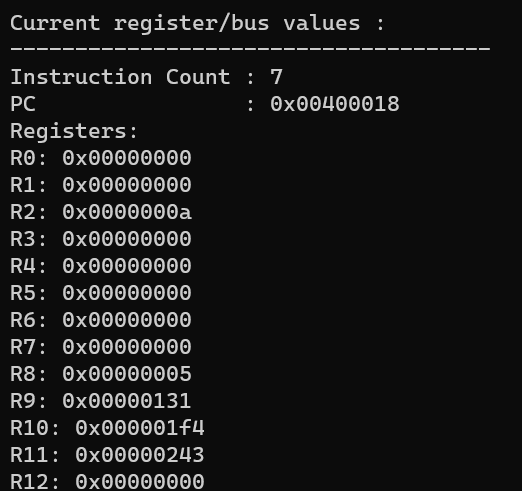 Current register/bus values :
-------------------------------------
Instruction Count : 7
PC                : 0x00400018
Registers:
R0: 0x00000000
R1: 0x00000000
R2: 0x0000000a
R3: 0x00000000
R4: 0x00000000
R5: 0x00000000
R6: 0x00000000
R7: 0x00000000
R8: 0x00000005
R9: 0x00000131
R10: 0x000001f4
R11: 0x00000243
R12: 0x00000000